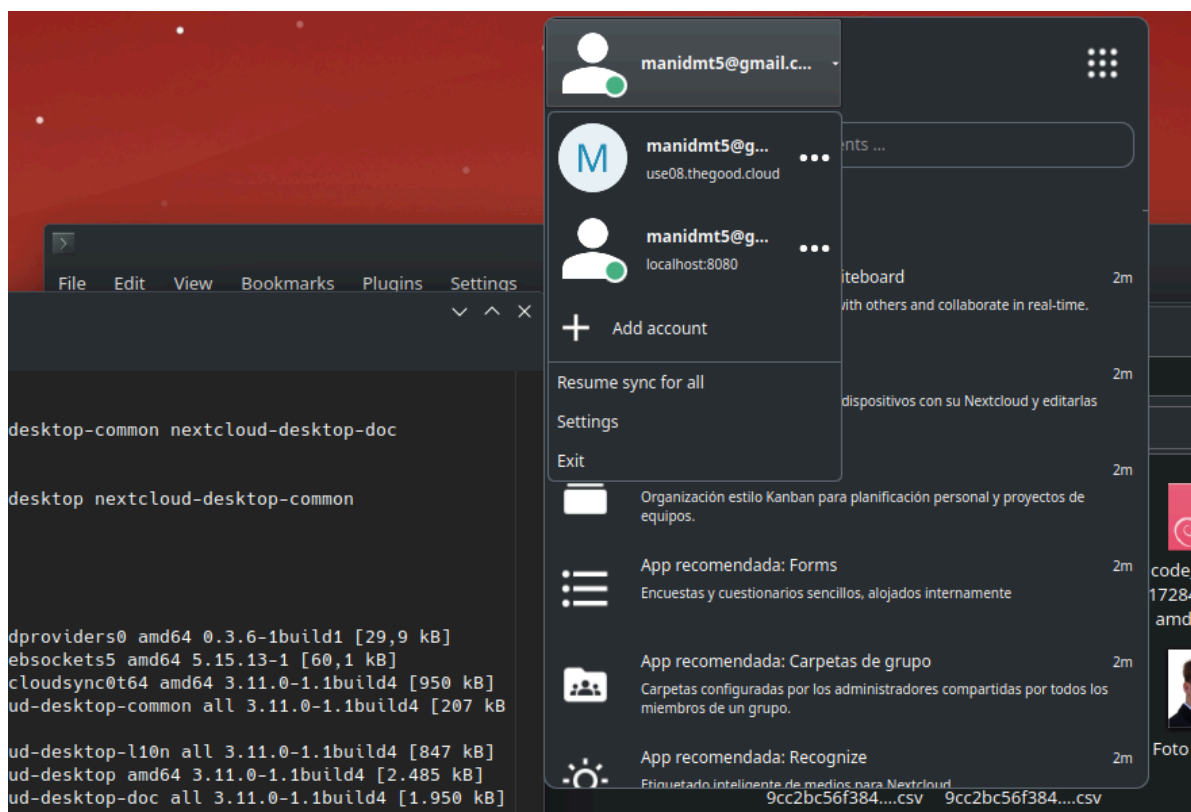 manidmt5@gmail.c...
manidmt5@g...
M
use08.thegood.cloud
manidmt5@g...
localhost:8080
Add account
Resume sync for all
Settings
Exit
ents ...
iteboard
2m
with others and collaborate in real-time.
2m
dispositivos con su Nextcloud y editarlas
2m
Organización estilo Kanban para planificación personal y proyectos de
equipos.
App recomendada: Forms
2m
Encuestas y cuestionarios sencillos, alojados internamente
App recomendada: Carpetas de grupo
2m
Carpetas configuradas por los administradores compartidas por todos los
miembros de un grupo.
App recomendada: Recognize
2m
Etiquetado inteligente de medios para Nextcloud
File Edit View Bookmarks Plugins Settings
desktop-common nextcloud-desktop-doc
desktop nextcloud-desktop-common
dproviders0 amd64 0.3.6-1build1 [29,9 kB]
ebsockets5 amd64 5.15.13-1 [60,1 kB]
cloudsync0t64 amd64 3.11.0-1.1build4 [950 kB]
ud-desktop-common all 3.11.0-1.1build4 [207 kB
ud-desktop-l10n all 3.11.0-1.1build4 [847 kB]
ud-desktop amd64 3.11.0-1.1build4 [2.485 kB]
ud-desktop-doc all 3.11.0-1.1build4 [1.950 kB]
code
1728
amd
Foto
9cc2bc56f384....csv 9cc2bc56f384....csv